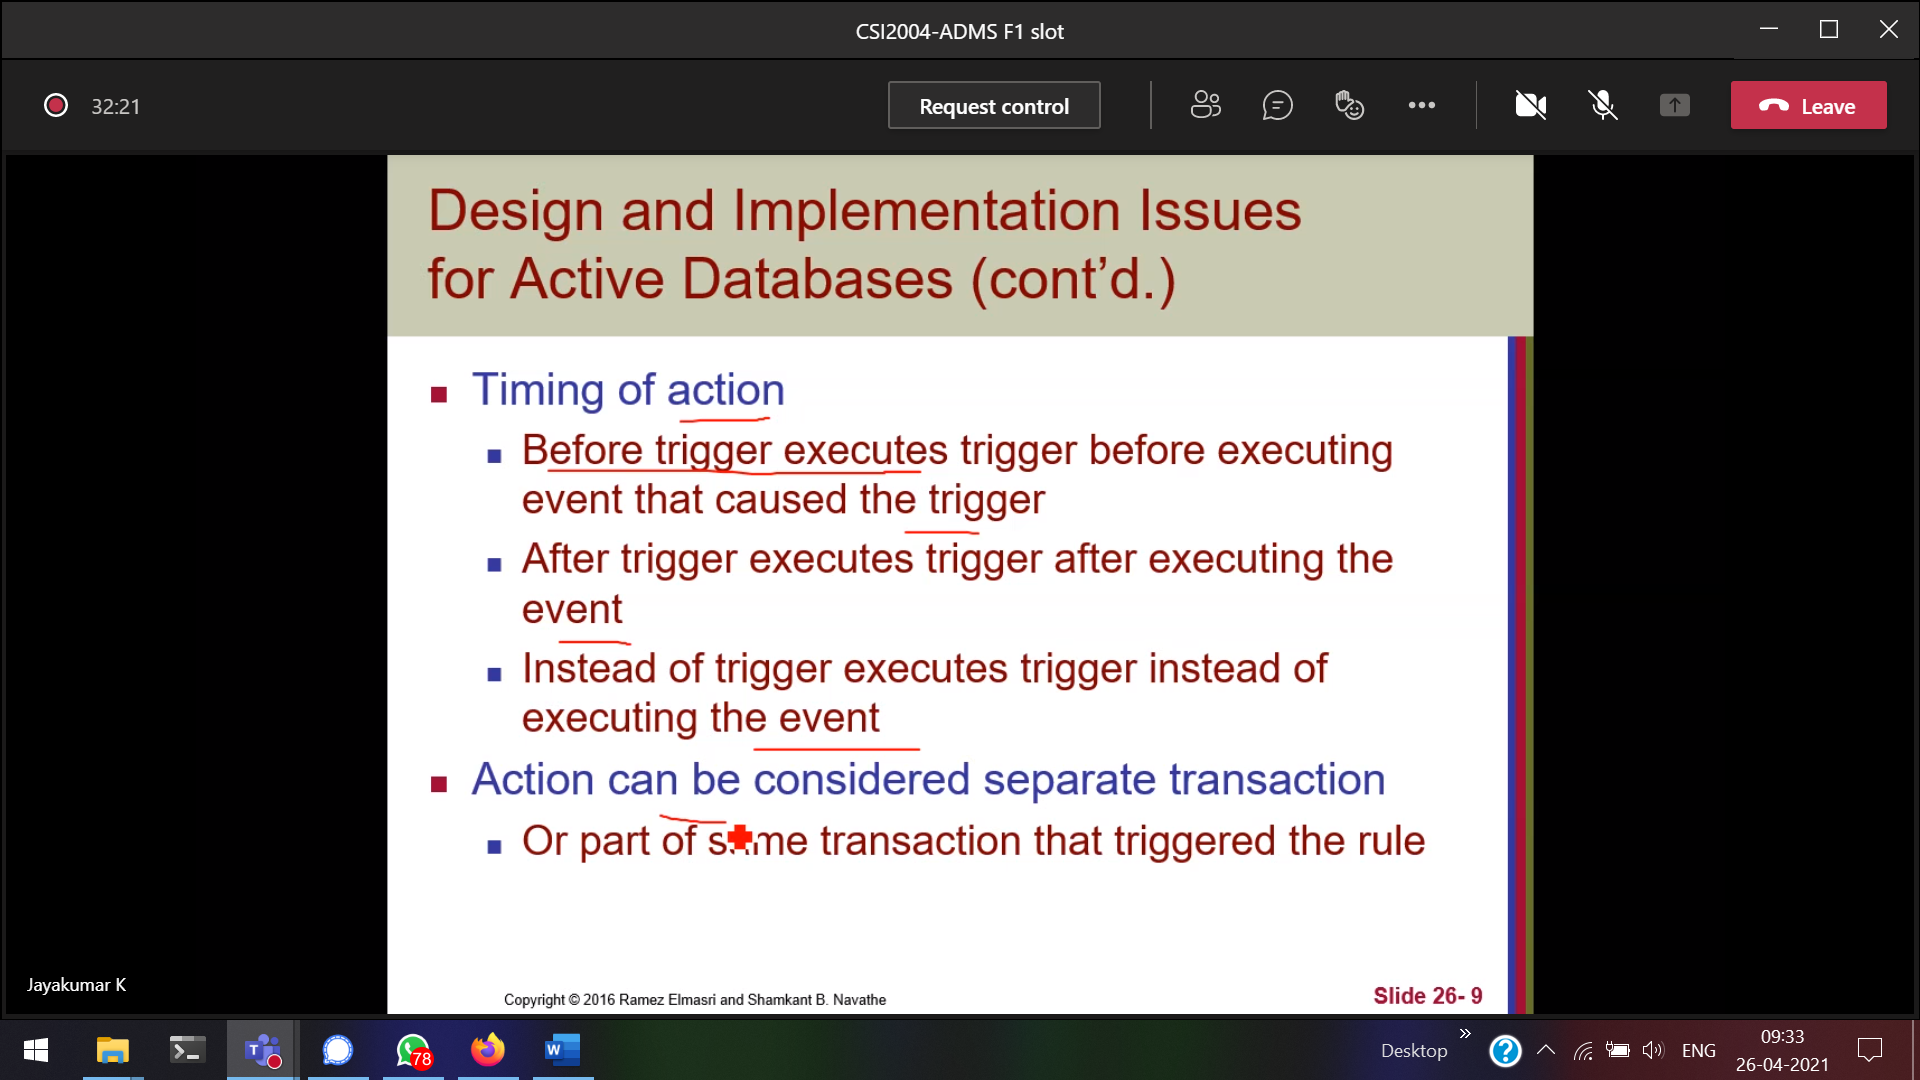 CSI2004-ADMS F1 slot
32:21
Request control
Leave
Design and Implementation Issues
for Active Databases (cont’d.)
Timing of action
Before trigger executes trigger before executing
event that caused the trigger
After trigger executes trigger after executing the
event
Instead of trigger executes trigger instead of
executing the event
Action can be considered separate transaction
Or part of same transaction that triggered the rule
Jayakumar K
Copyright © 2016 Ramez Elmasri and Shamkant B. Navathe
Slide 26- 9
T
78
W
Desktop
ENG
09:33
26-04-2021